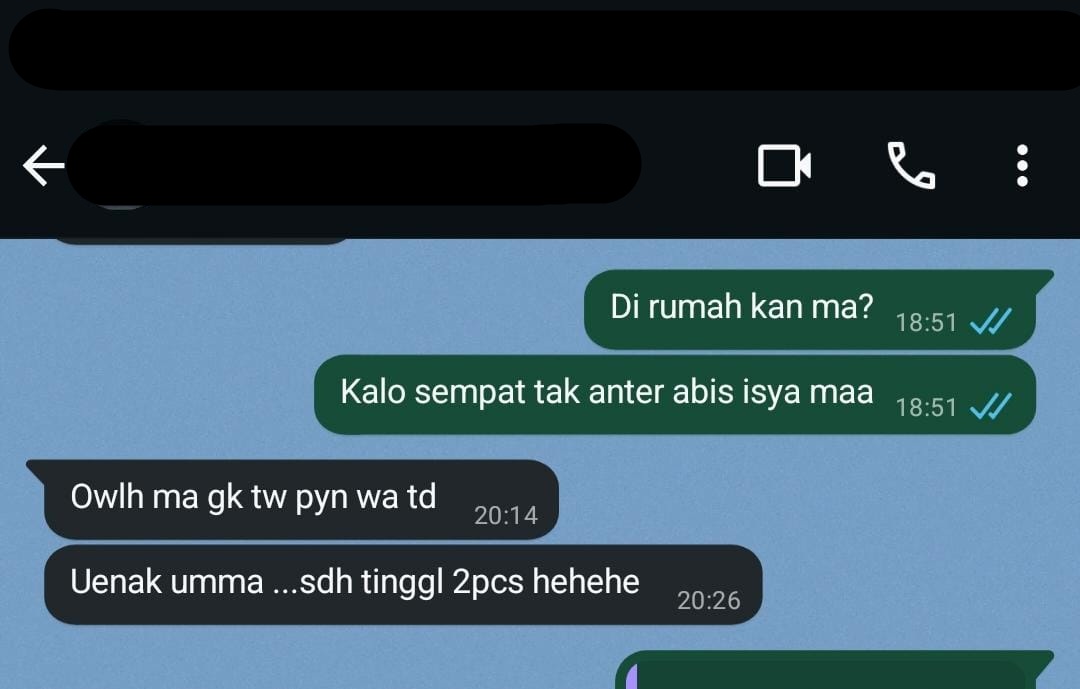 Di rumah kan ma? 18:51
Kalo sempat tak anter abis isya maa 18:51
Owlh ma gk tw pyn wa td 20:14
Uenak umma ...sdh tinggl 2pcs hehehe 20:26